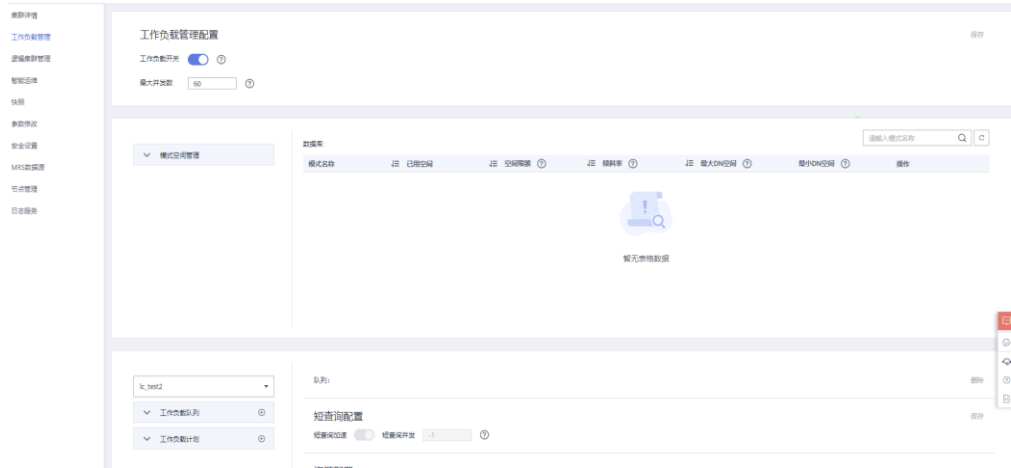 集群详情
工作负载管理
逻辑集群管理
智能运维
快照
参数修改
安全设置
MRS数据源
节点管理
日志服务
工作负载管理配置
保存
工作负载开关
最大并发数 60
模式空间管理
数据库:
请输入模式名称
模式名称 已用空间 空间限额 倾斜率 最大DN空间 最小DN空间 操作
暂无表格数据
lc_test2
工作负载队列
工作负载计划
队列:
删除
短查询配置
保存
短查询加速 短查询并发 -1